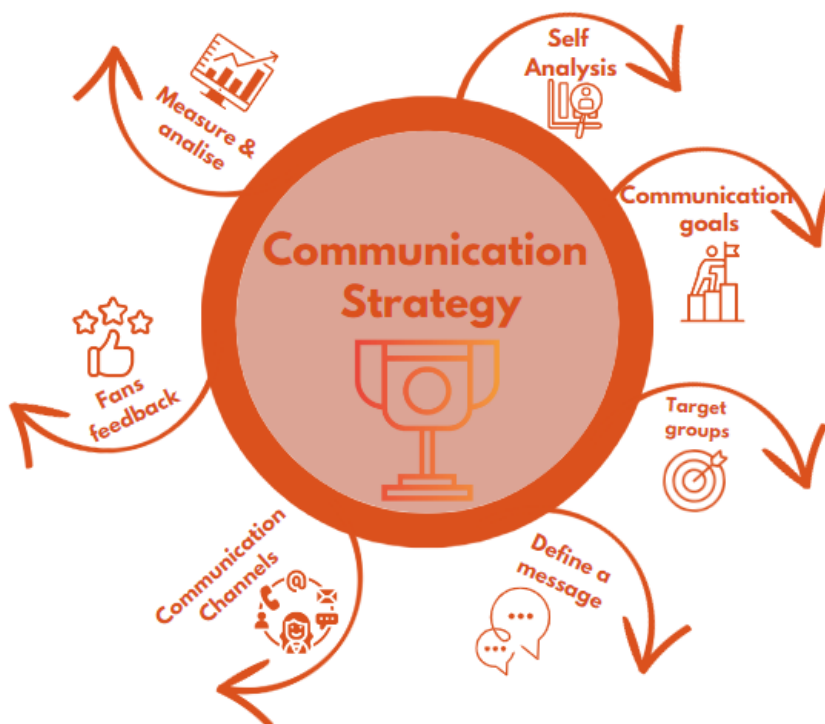 Communication
Strategy
Self
Analysis
Communication
goals
Target
groups
Define a
message
Communication
Channels
Fans
feedback
Measure &
analise